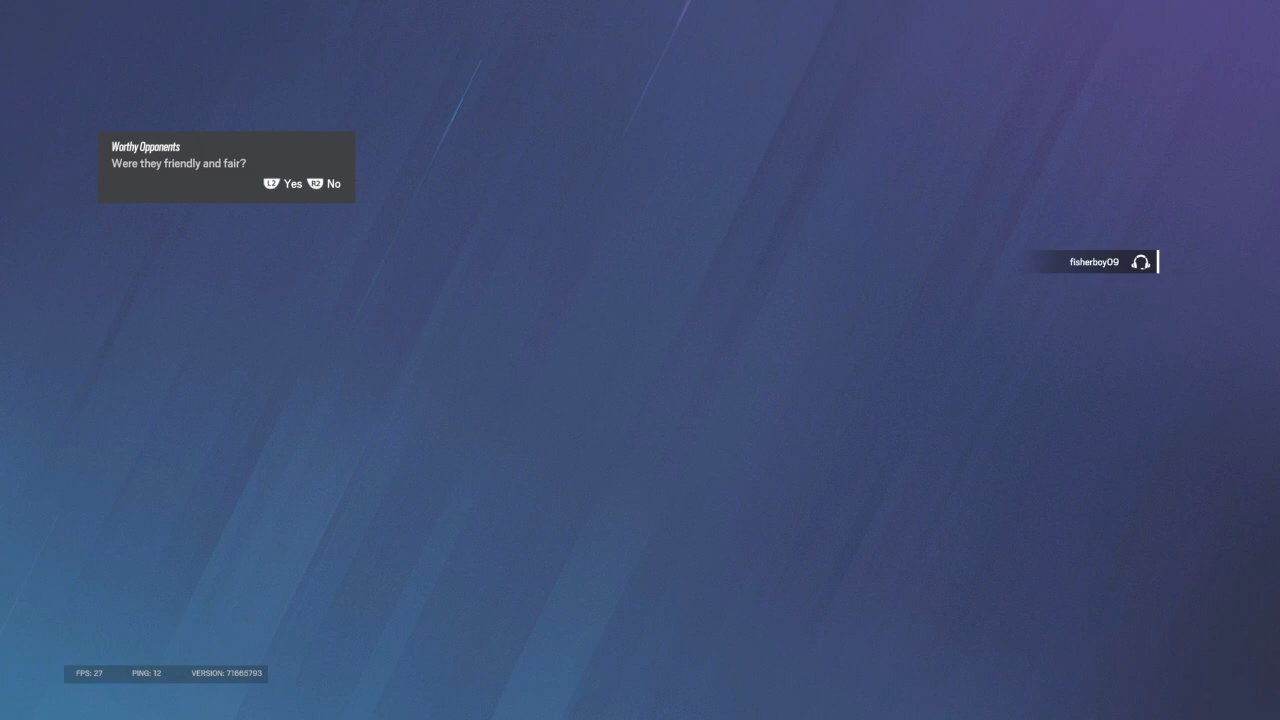 Worthy Opponents
Were they friendly and fair?
L2 Yes R2 No
fisherboy09
FPS: 27 PING: 12 VERSION: 71665793